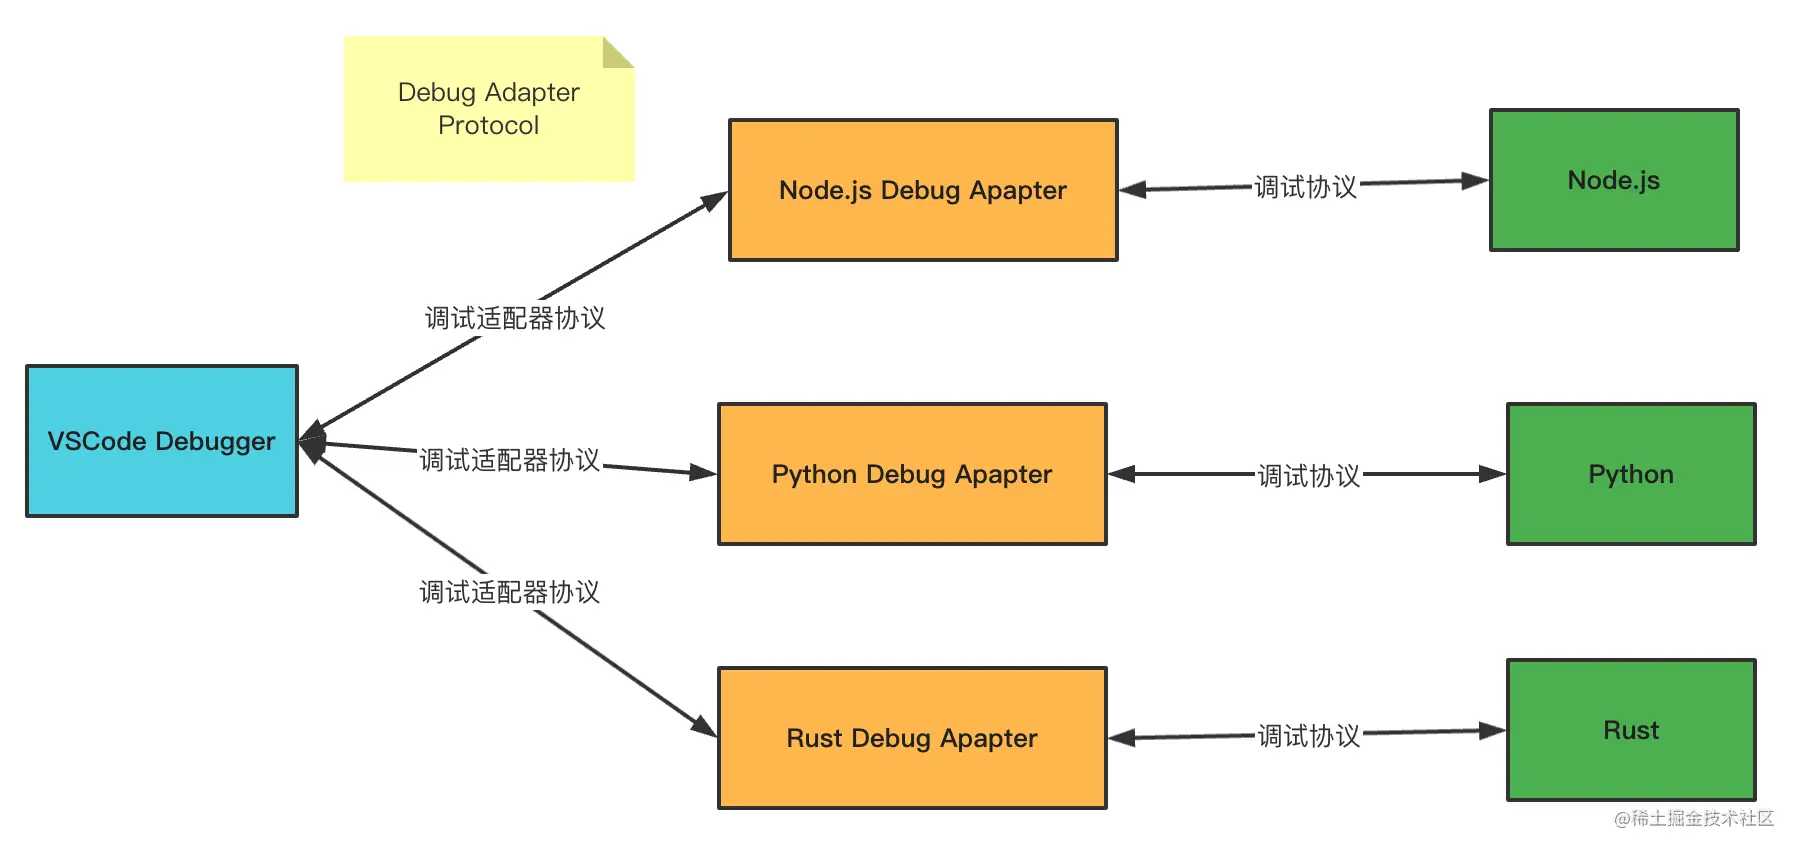 Debug Adapter
Protocol
Node.js Debug Apapter
调试协议
Node.js
调试适配器协议
VSCode Debugger
调试适配器协议
Python Debug Apapter
调试协议
Python
调试适配器协议
Rust Debug Apapter
调试协议
Rust
@稀土掘金技术社区